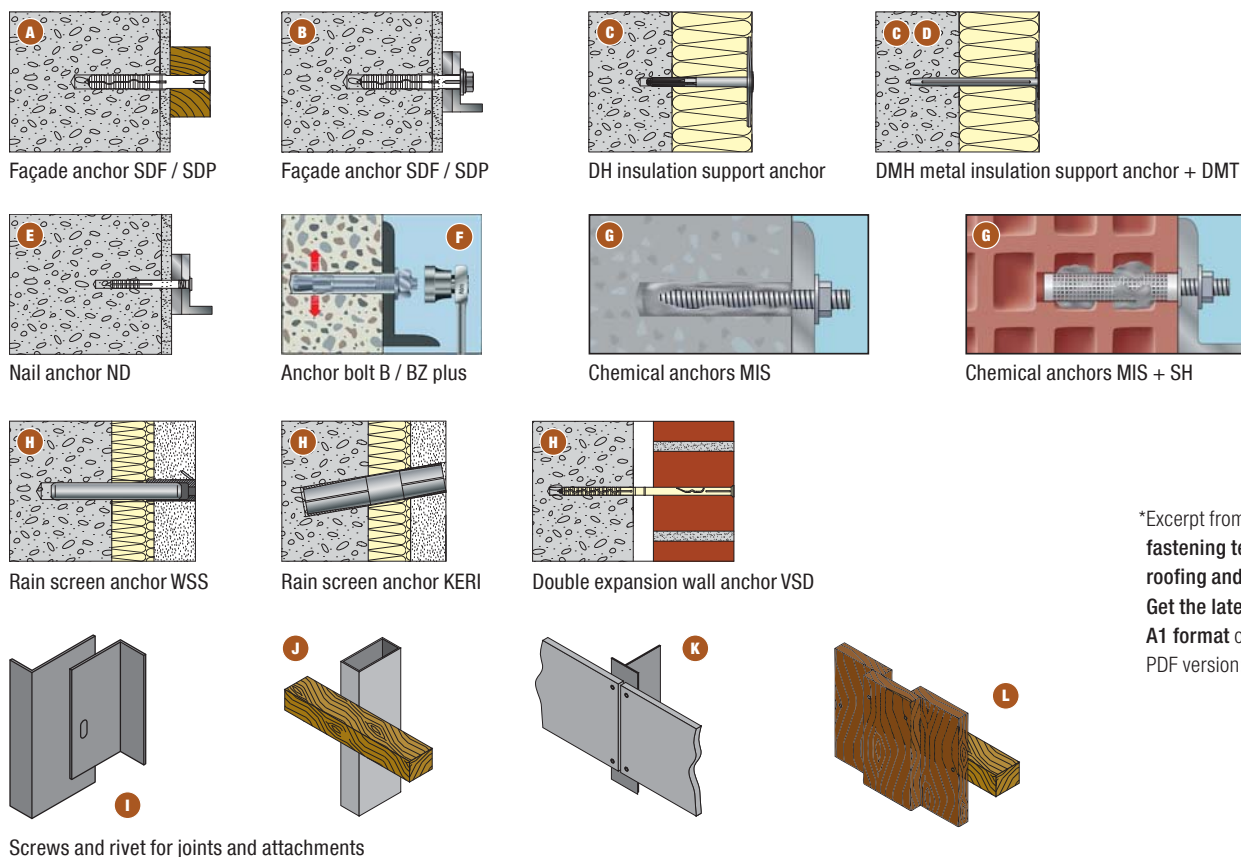 A
B
C
C D
Façade anchor SDF / SDP
Façade anchor SDF / SDP
DH insulation support anchor
DMH metal insulation support anchor + DMT
E
F
G
G
Nail anchor ND
Anchor bolt B / BZ plus
Chemical anchors MIS
Chemical anchors MIS + SH
H
H
H
Rain screen anchor WSS
Rain screen anchor KERI
Double expansion wall anchor VSD
*Excerpt from
fastening te
roofing and
Get the late
A1 format o
PDF version
I
J
K
L
Screws and rivet for joints and attachments